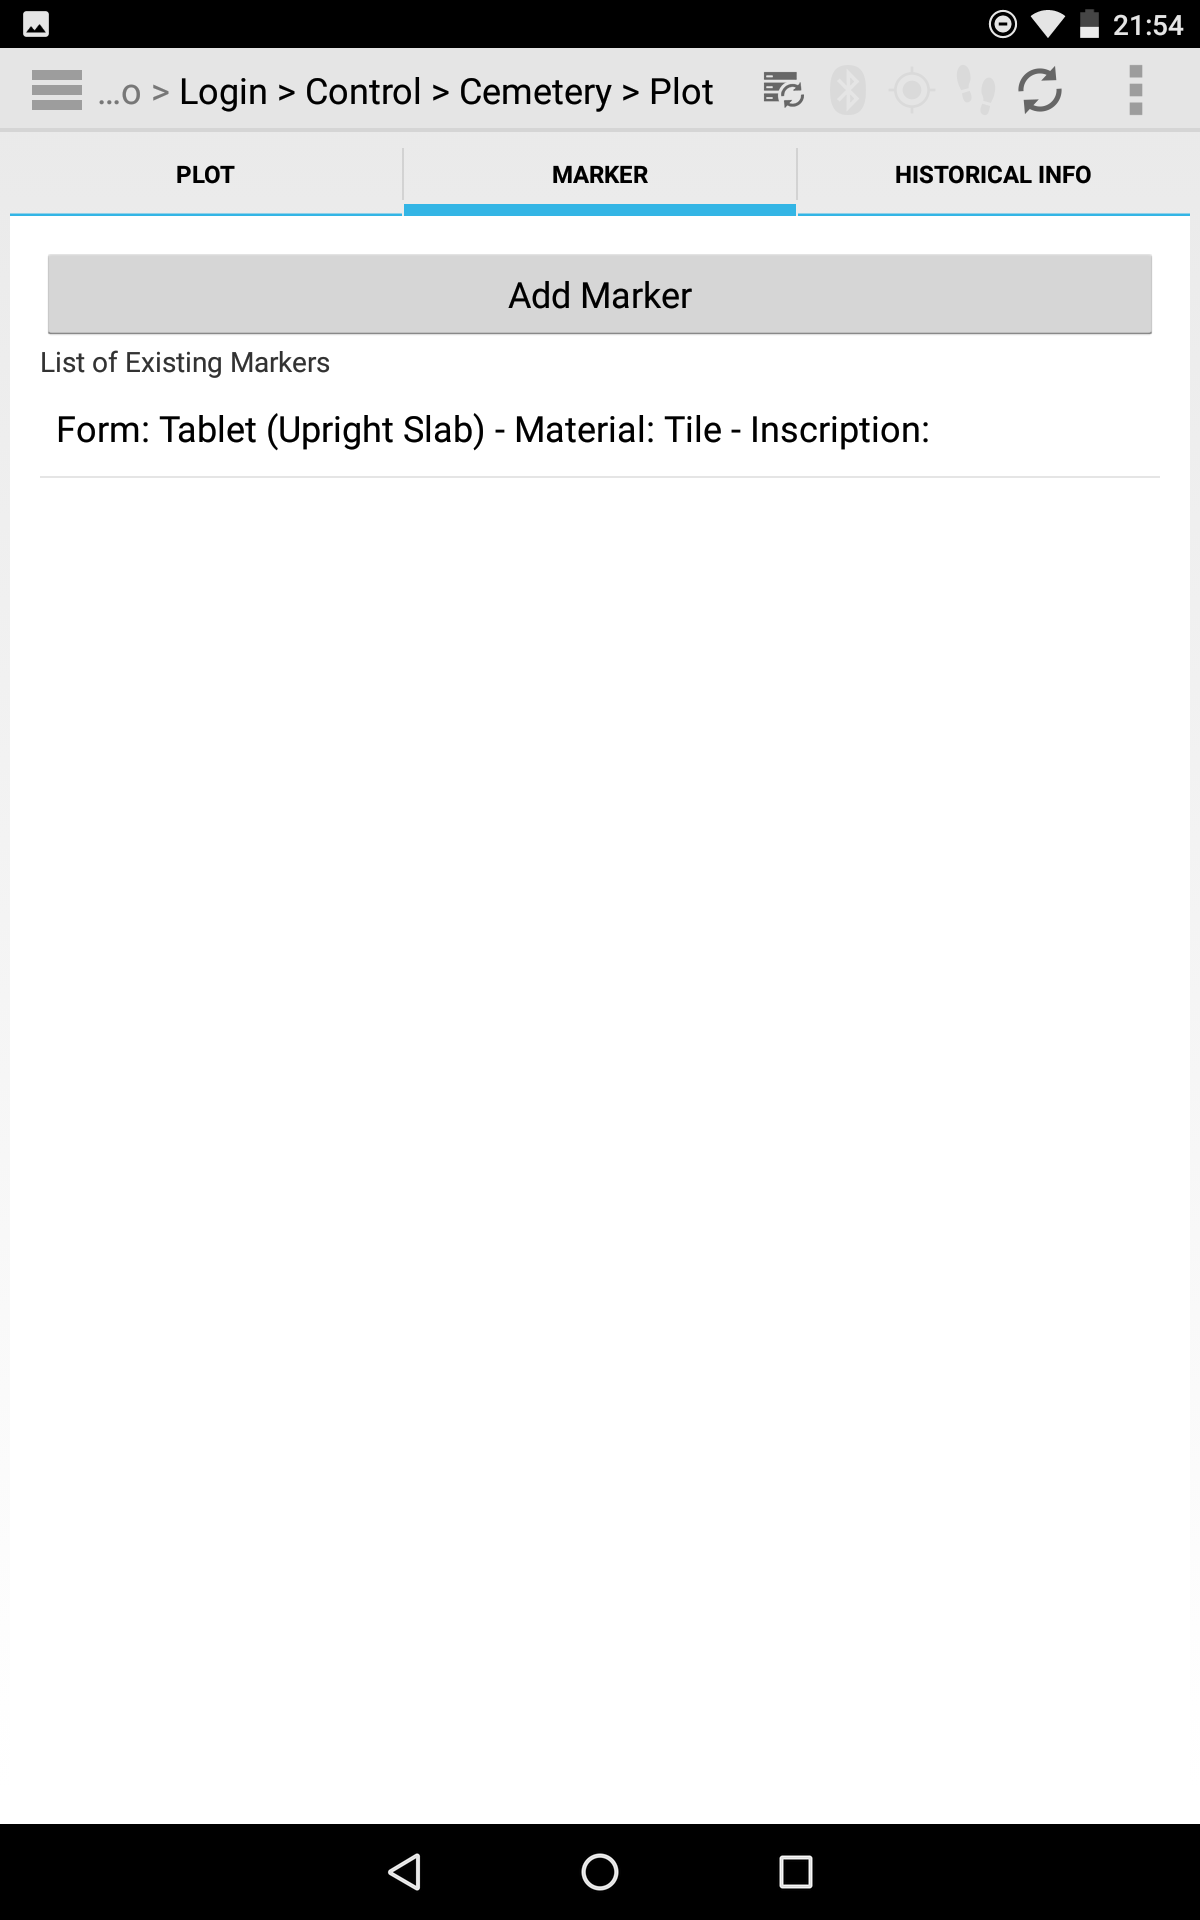 21:54
...o > Login > Control > Cemetery > Plot
PLOT
MARKER
HISTORICAL INFO
Add Marker
List of Existing Markers
Form: Tablet (Upright Slab) - Material: Tile - Inscription: